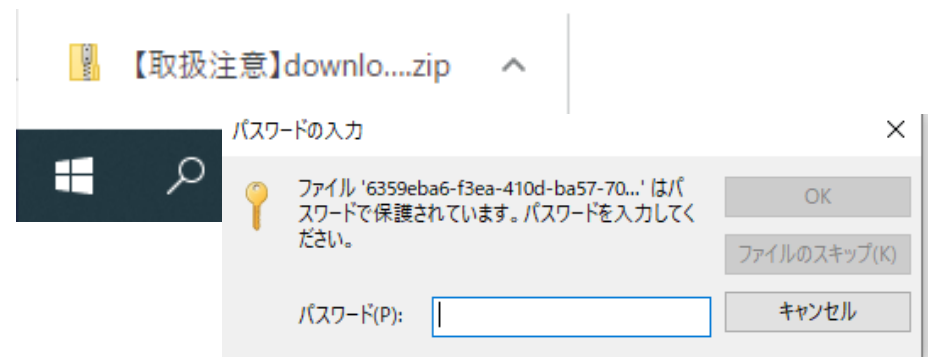 【取扱注意】downlo....zip
パスワードの入力
ファイル '6359eba6-f3ea-410d-ba57-70...' はパ
スワードで保護されています。パスワードを入力してく
ださい。
OK
ファイルのスキップ(K)
パスワード(P):
キャンセル